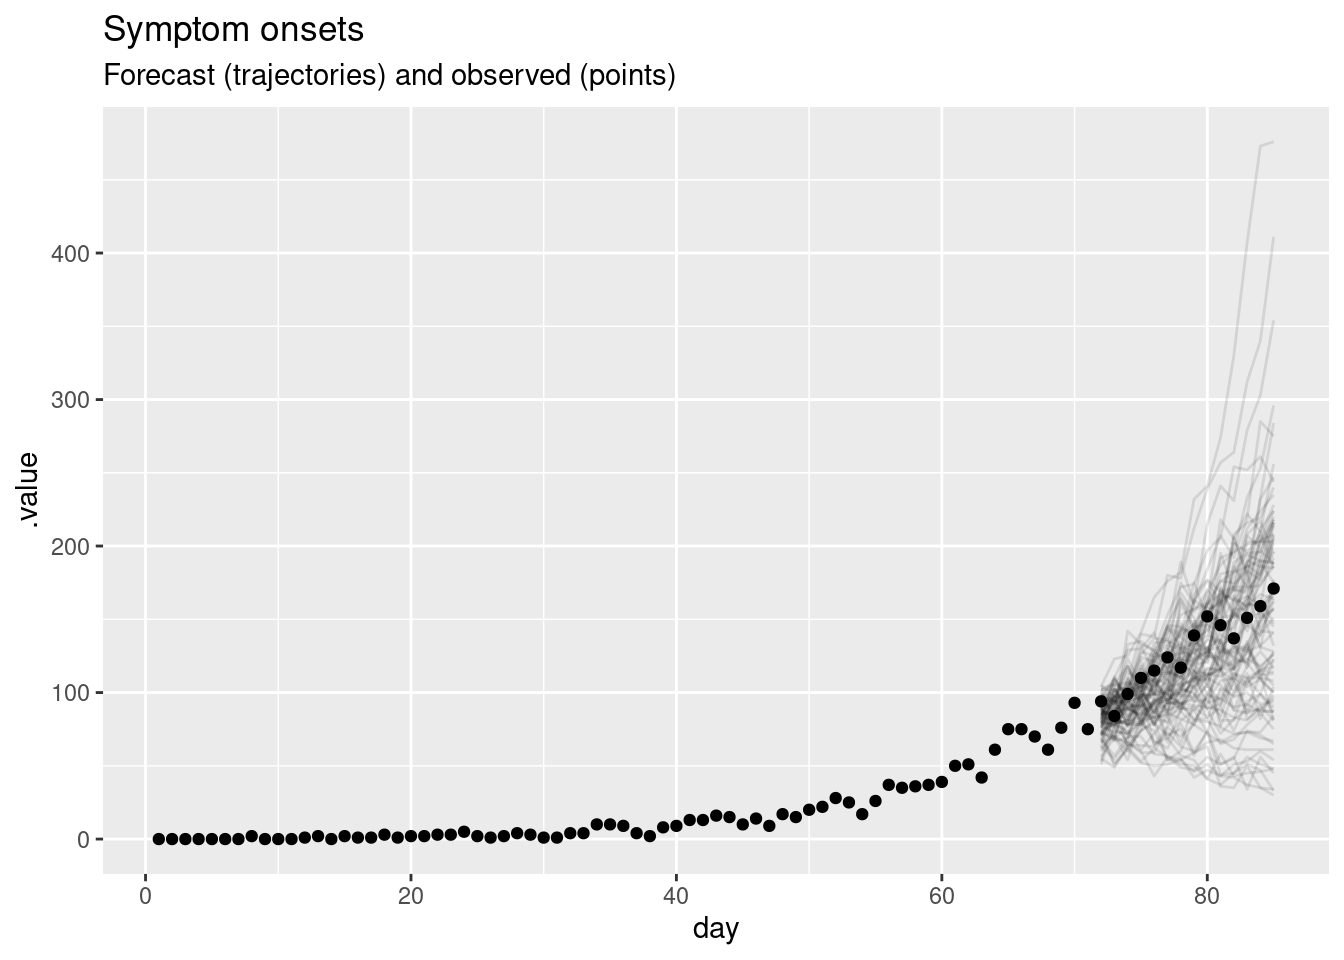 Symptom onsets
Forecast (trajectories) and observed (points)
.value
400
300
200
100
0
0 20 40 60 80
day